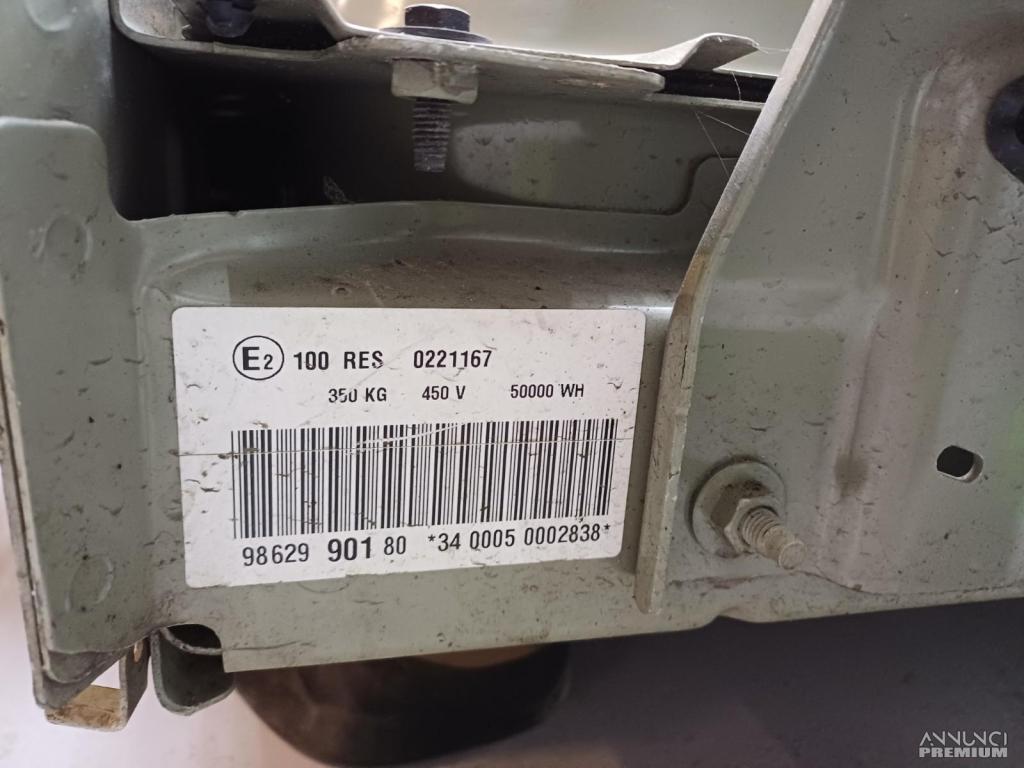 E2 100 RES 0221167
350 KG 450 V 50000 WH
98629 901 80 *34 0005 0002838*
ANNUNCI
PREMIUM